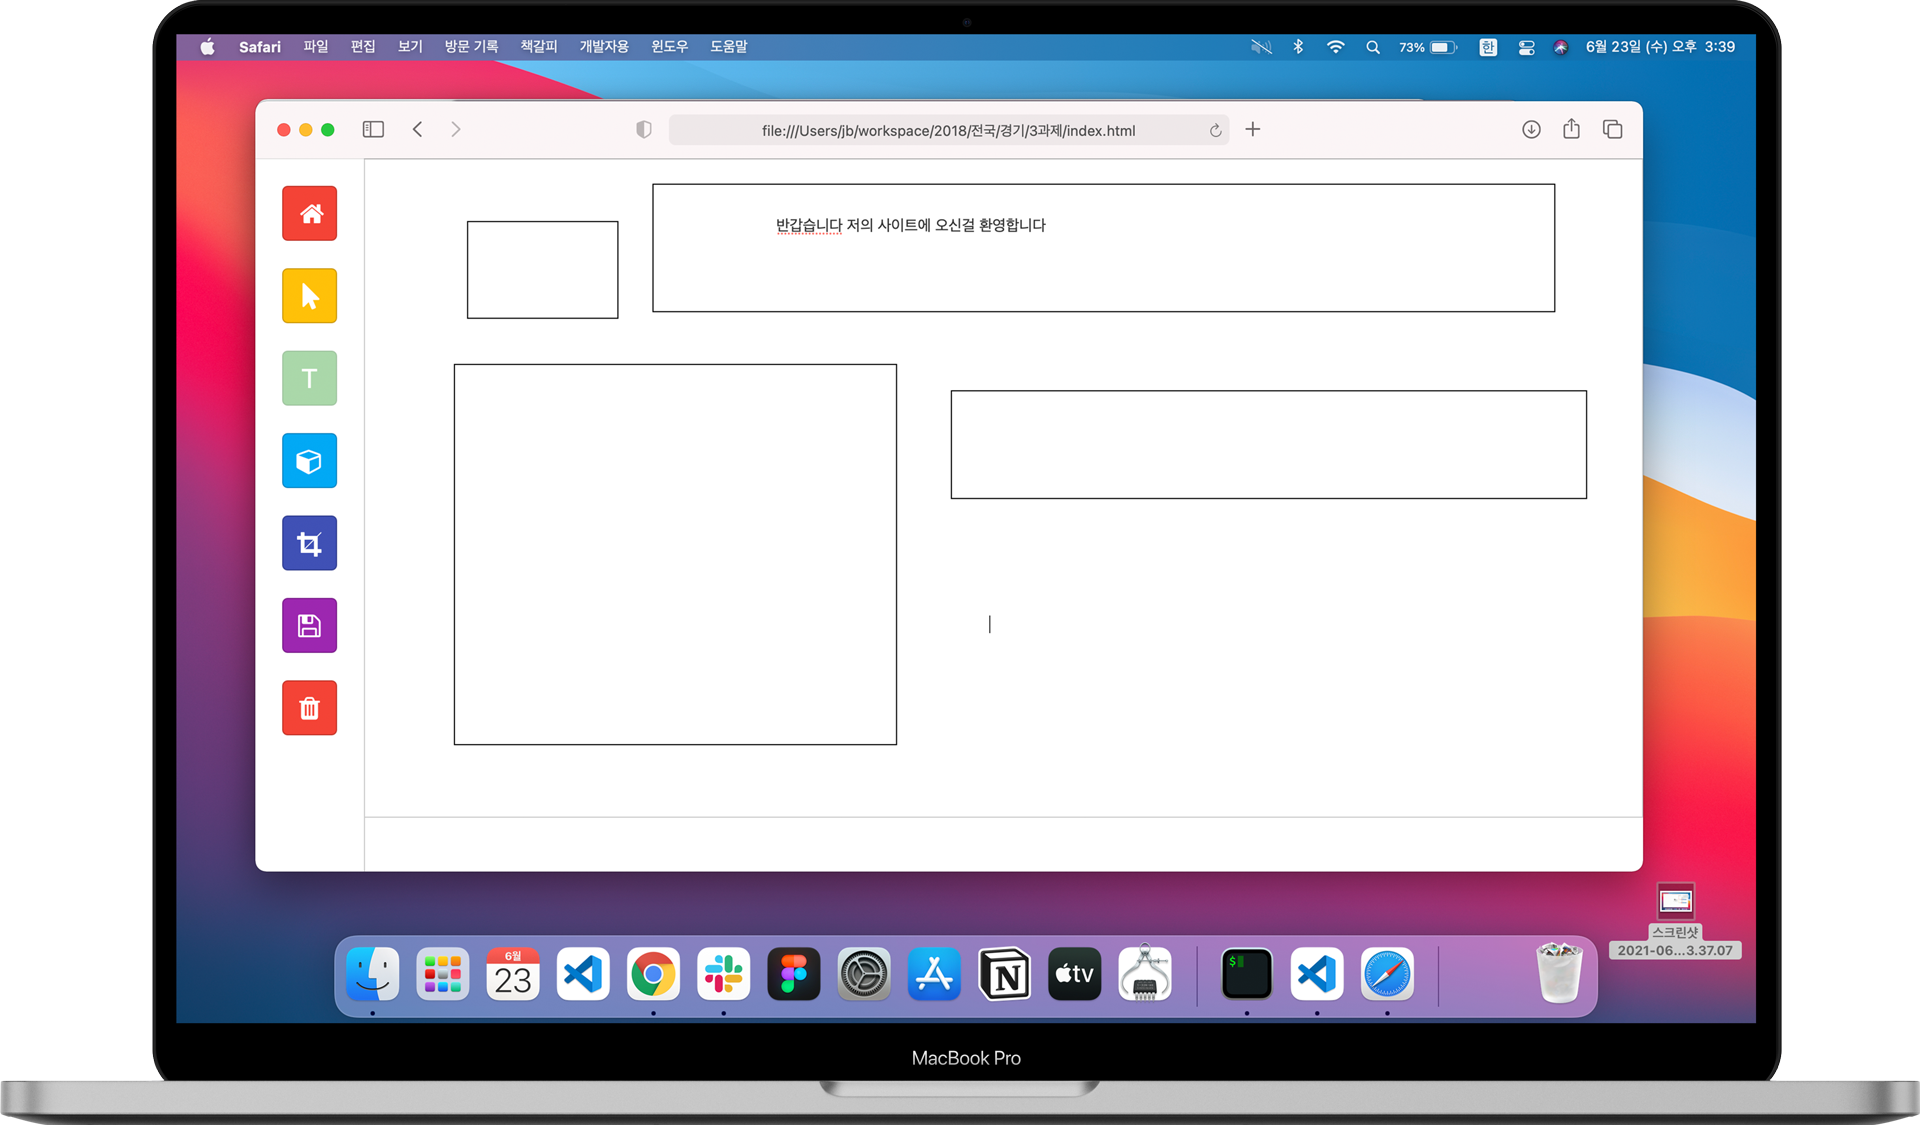 Safari 파일 편집 보기 방문 기록 책갈피 개발자용 윈도우 도움말 73% 한 6월 23일 (수) 오후 3:39
file:///Users/jb/workspace/2018/전국/경기/3과제/index.html
반갑습니다 저의 사이트에 오신걸 환영합니다
T
스크린샷
2021-06...3.37.07
6월
23
N
tv
$
MacBook Pro